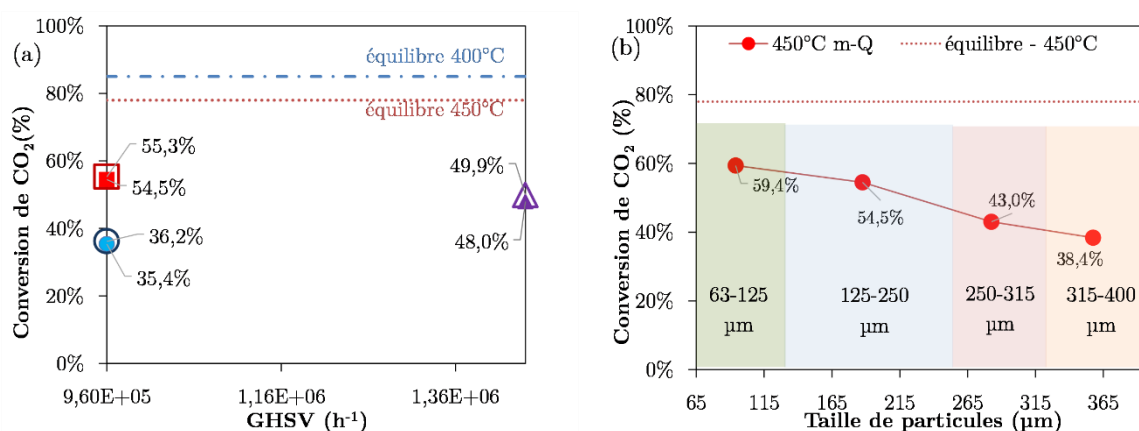 (a)
Conversion de CO₂(%)
100%
80%
60%
40%
20%
0%
équilibre 400°C
équilibre 450°C
55,3%
54,5%
36,2%
35,4%
49,9%
48,0%
9,60E+05
1,16E+06
1,36E+06
GHSV (h⁻¹)
(b)
Conversion de CO₂ (%)
100%
80%
60%
40%
20%
0%
450°C m-Q
équilibre - 450°C
59,4%
54,5%
43,0%
38,4%
63-125
µm
125-250
µm
250-315
µm
315-400
µm
65
115
165
215
265
315
365
Taille de particules (µm)